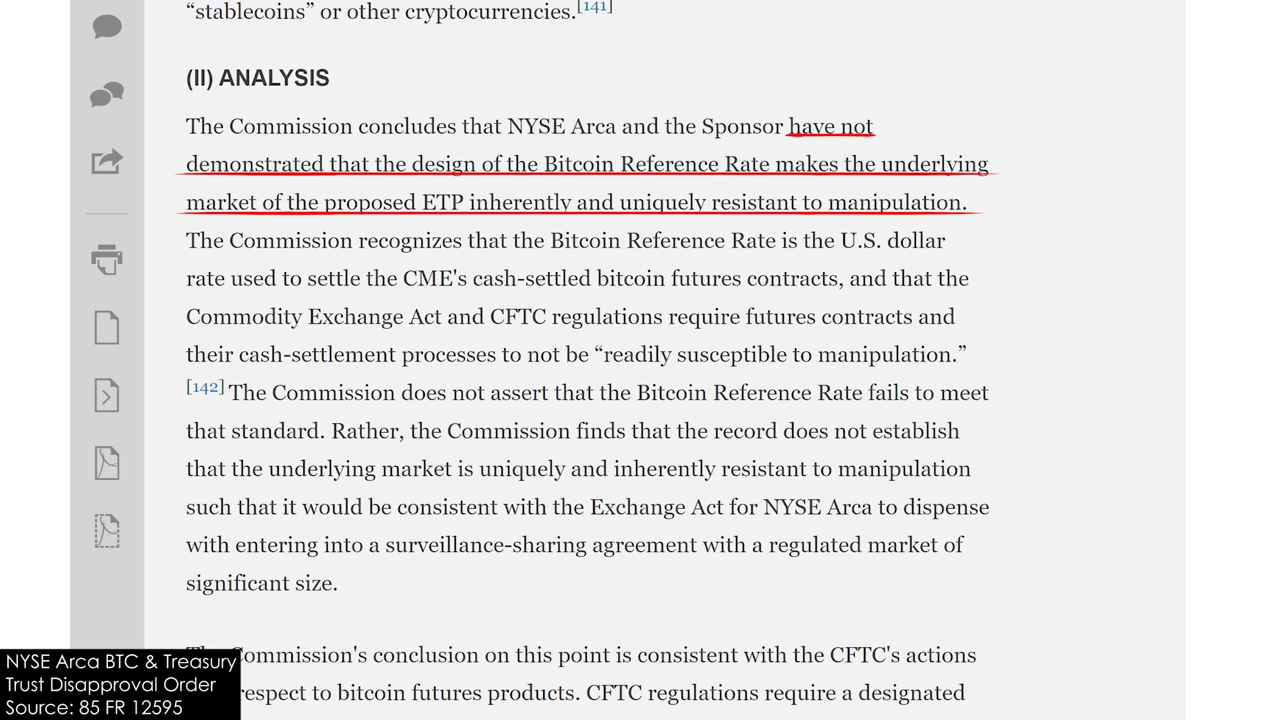 “stablecoins” or other cryptocurrencies.[141]
(II) ANALYSIS
The Commission concludes that NYSE Arca and the Sponsor have not
demonstrated that the design of the Bitcoin Reference Rate makes the underlying
market of the proposed ETP inherently and uniquely resistant to manipulation.
The Commission recognizes that the Bitcoin Reference Rate is the U.S. dollar
rate used to settle the CME's cash-settled bitcoin futures contracts, and that the
Commodity Exchange Act and CFTC regulations require futures contracts and
their cash-settlement processes to not be “readily susceptible to manipulation.”
[142] The Commission does not assert that the Bitcoin Reference Rate fails to meet
that standard. Rather, the Commission finds that the record does not establish
that the underlying market is uniquely and inherently resistant to manipulation
such that it would be consistent with the Exchange Act for NYSE Arca to dispense
with entering into a surveillance-sharing agreement with a regulated market of
significant size.
ommission's conclusion on this point is consistent with the CFTC's actions
respect to bitcoin futures products. CFTC regulations require a designated
NYSE Arca BTC & Treasury
Trust Disapproval Order
Source: 85 FR 12595